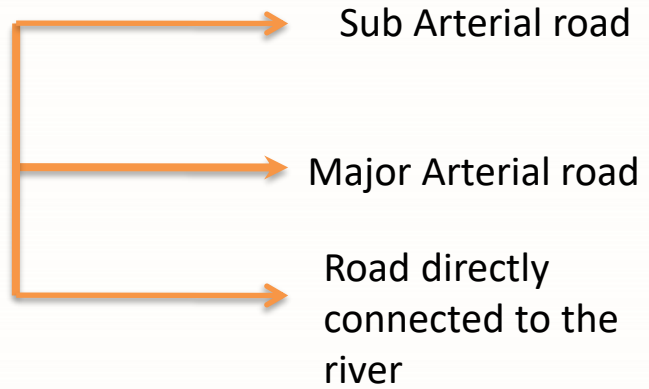 Sub Arterial road
Major Arterial road
Road directly
connected to the
river